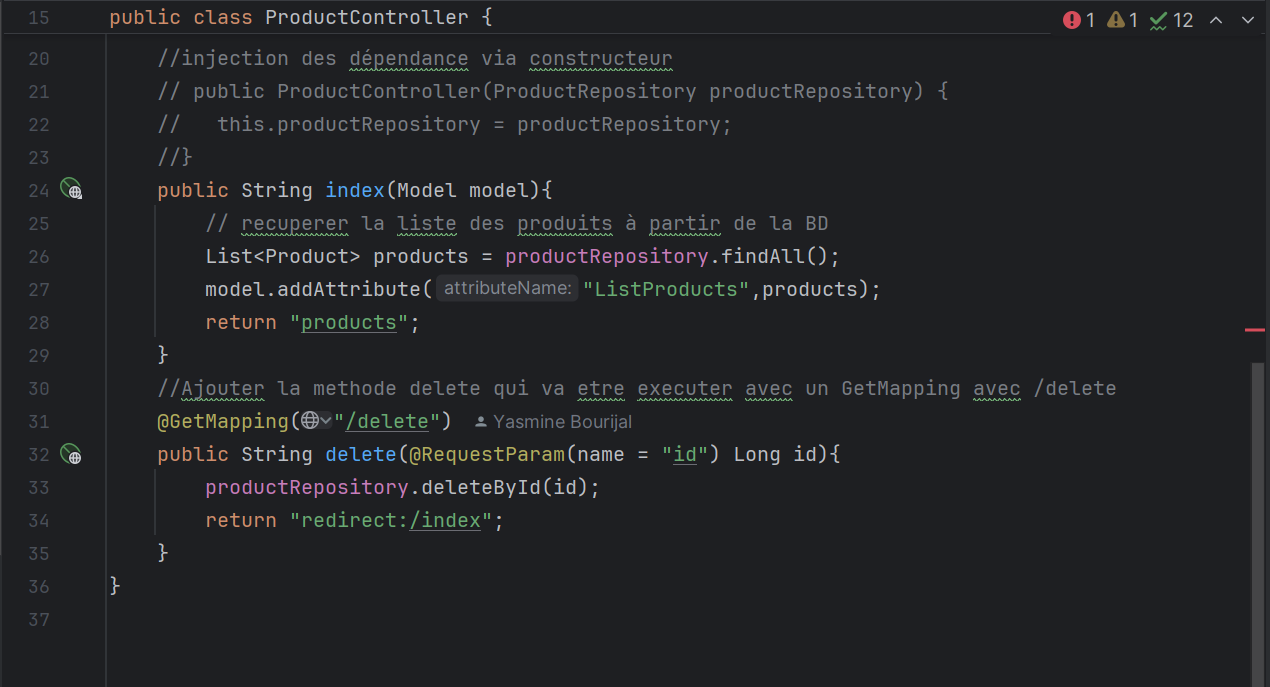 15 public class ProductController { 1 1 12
20 //injection des dépendance via constructeur
21 // public ProductController(ProductRepository productRepository) {
22 //   this.productRepository = productRepository;
23 //}
24 public String index(Model model){
25 // recuperer la liste des produits à partir de la BD
26 List<Product> products = productRepository.findAll();
27 model.addAttribute( attributeName: "ListProducts",products);
28 return "products";
29 }
30 //Ajouter la methode delete qui va etre executer avec un GetMapping avec /delete
31 @GetMapping("/delete") Yasmine Bourijal
32 public String delete(@RequestParam(name = "id") Long id){
33 productRepository.deleteById(id);
34 return "redirect:/index";
35 }
36 }
37